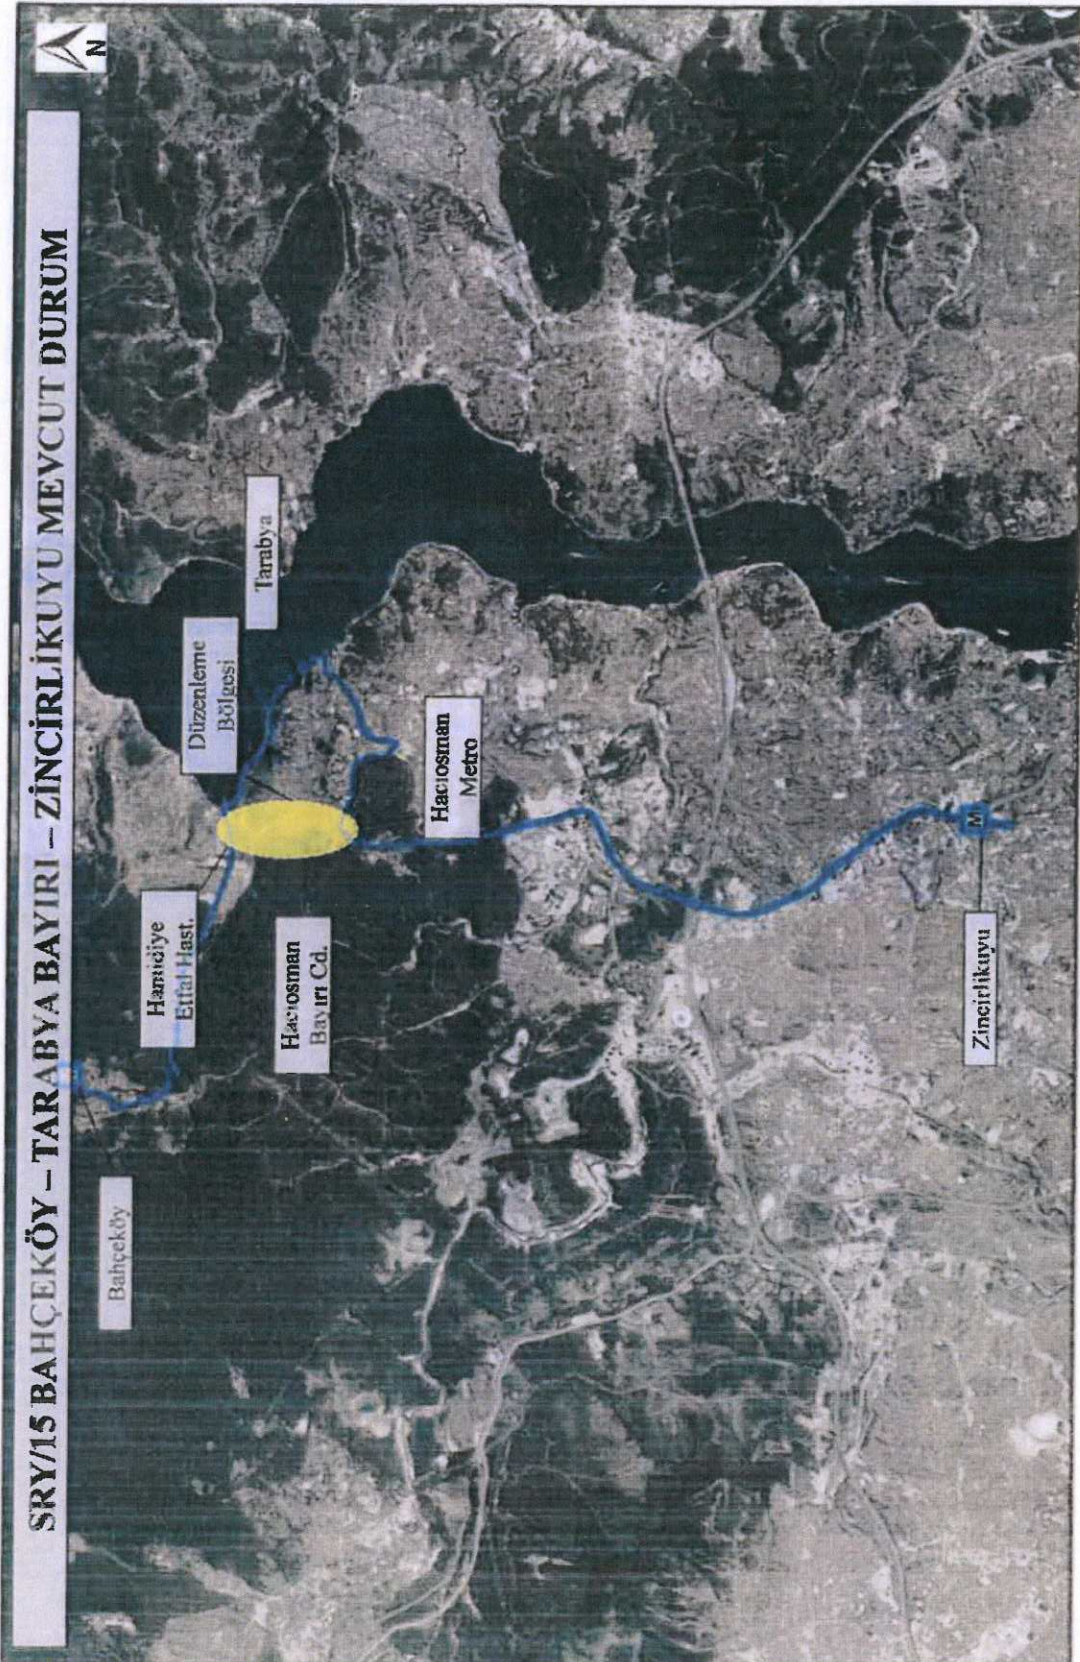 SRY/15 BAHÇEKÖY – TARABYA BAYIRI – ZİNCİRLİKUYU MEVCUT DURUM
N
Bahçeköy
Hamidiye
Etfal Hast.
Düzenleme
Bölgesi
Tarabya
Hacıosman
Bayırı Cd.
Hacıosman
Metro
Zincirlikuyu
M